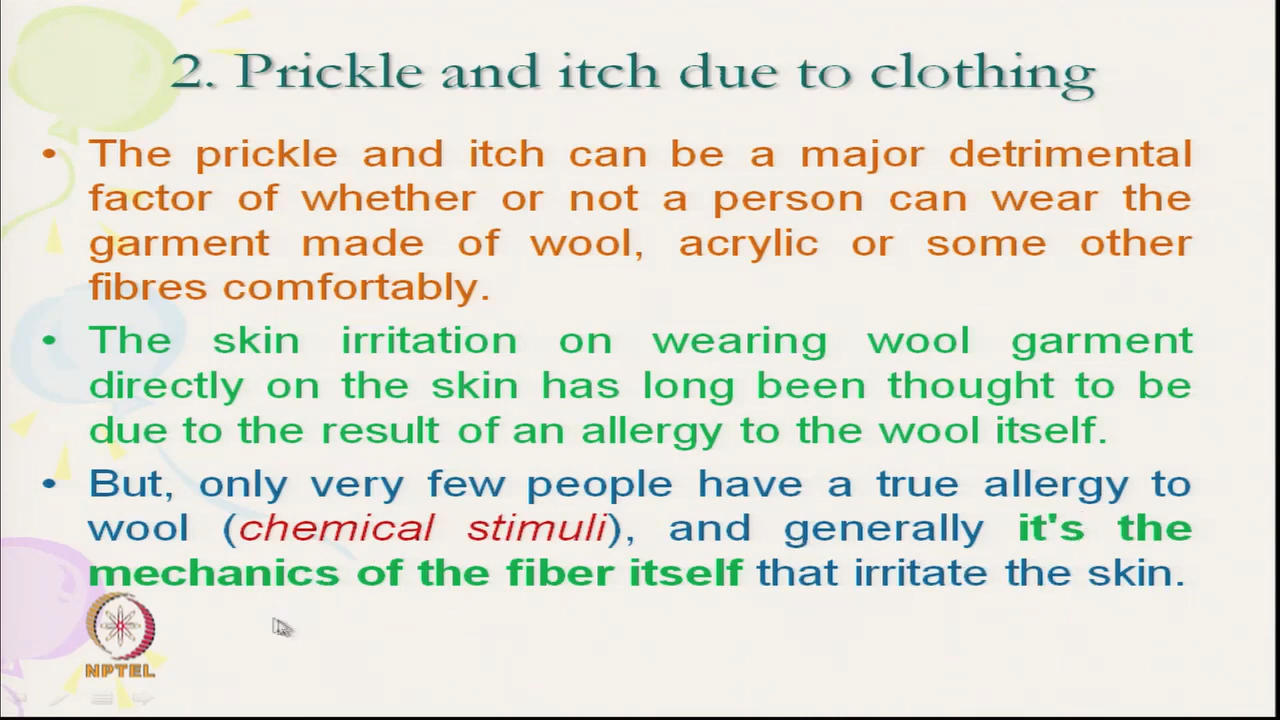 2. Prickle and itch due to clothing
• The prickle and itch can be a major detrimental
factor of whether or not a person can wear the
garment made of wool, acrylic or some other
fibres comfortably.
• The skin irritation on wearing wool garment
directly on the skin has long been thought to be
due to the result of an allergy to the wool itself.
• But, only very few people have a true allergy to
wool (chemical stimuli), and generally it's the
mechanics of the fiber itself that irritate the skin.
NPTEL